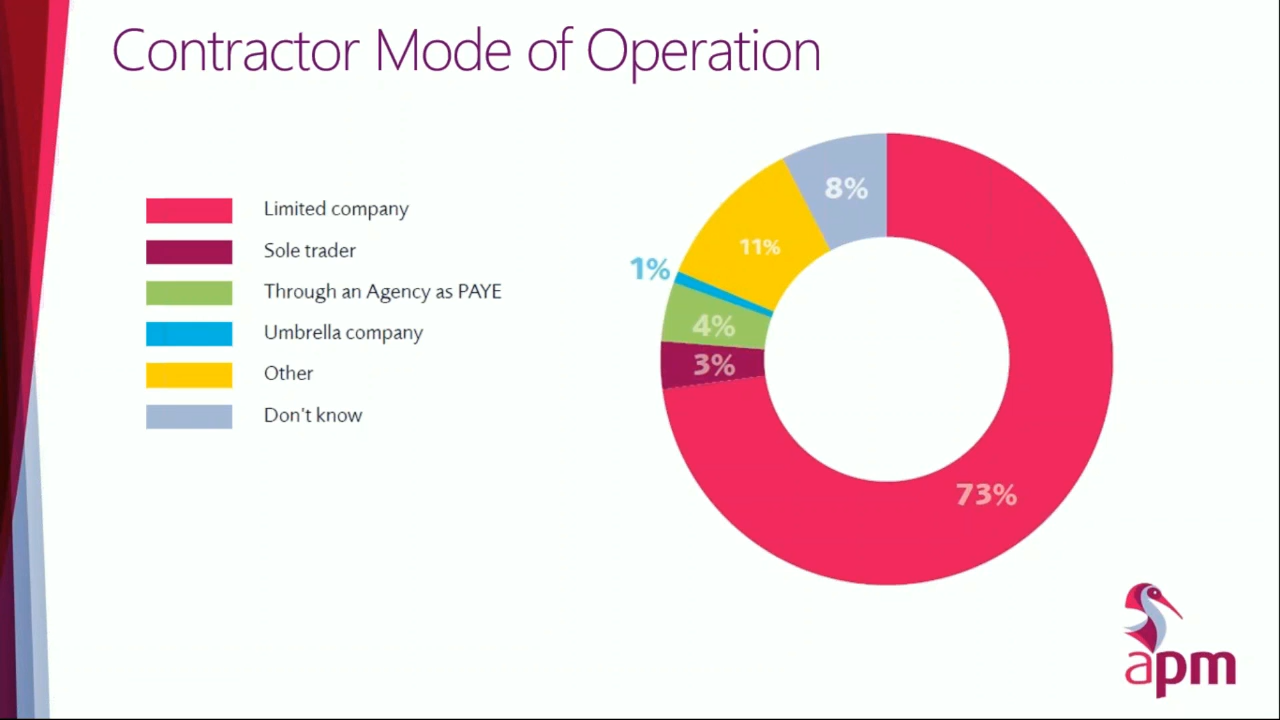 Contractor Mode of Operation
Limited company
Sole trader
Through an Agency as PAYE
Umbrella company
Other
Don't know
8%
11%
1%
4%
3%
73%
apm